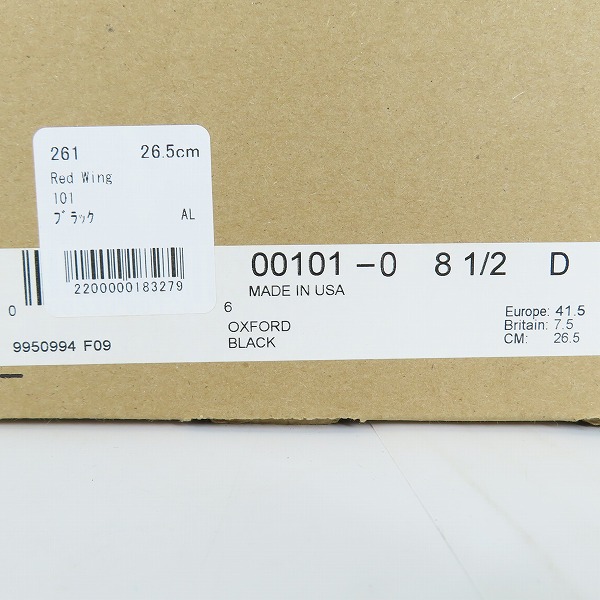 261 26.5cm
Red Wing
101
ブラック AL
2200000183279
00101-0 8 1/2 D
MADE IN USA
0 6
OXFORD
BLACK
Europe: 41.5
Britain: 7.5
CM: 26.5
9950994 F09